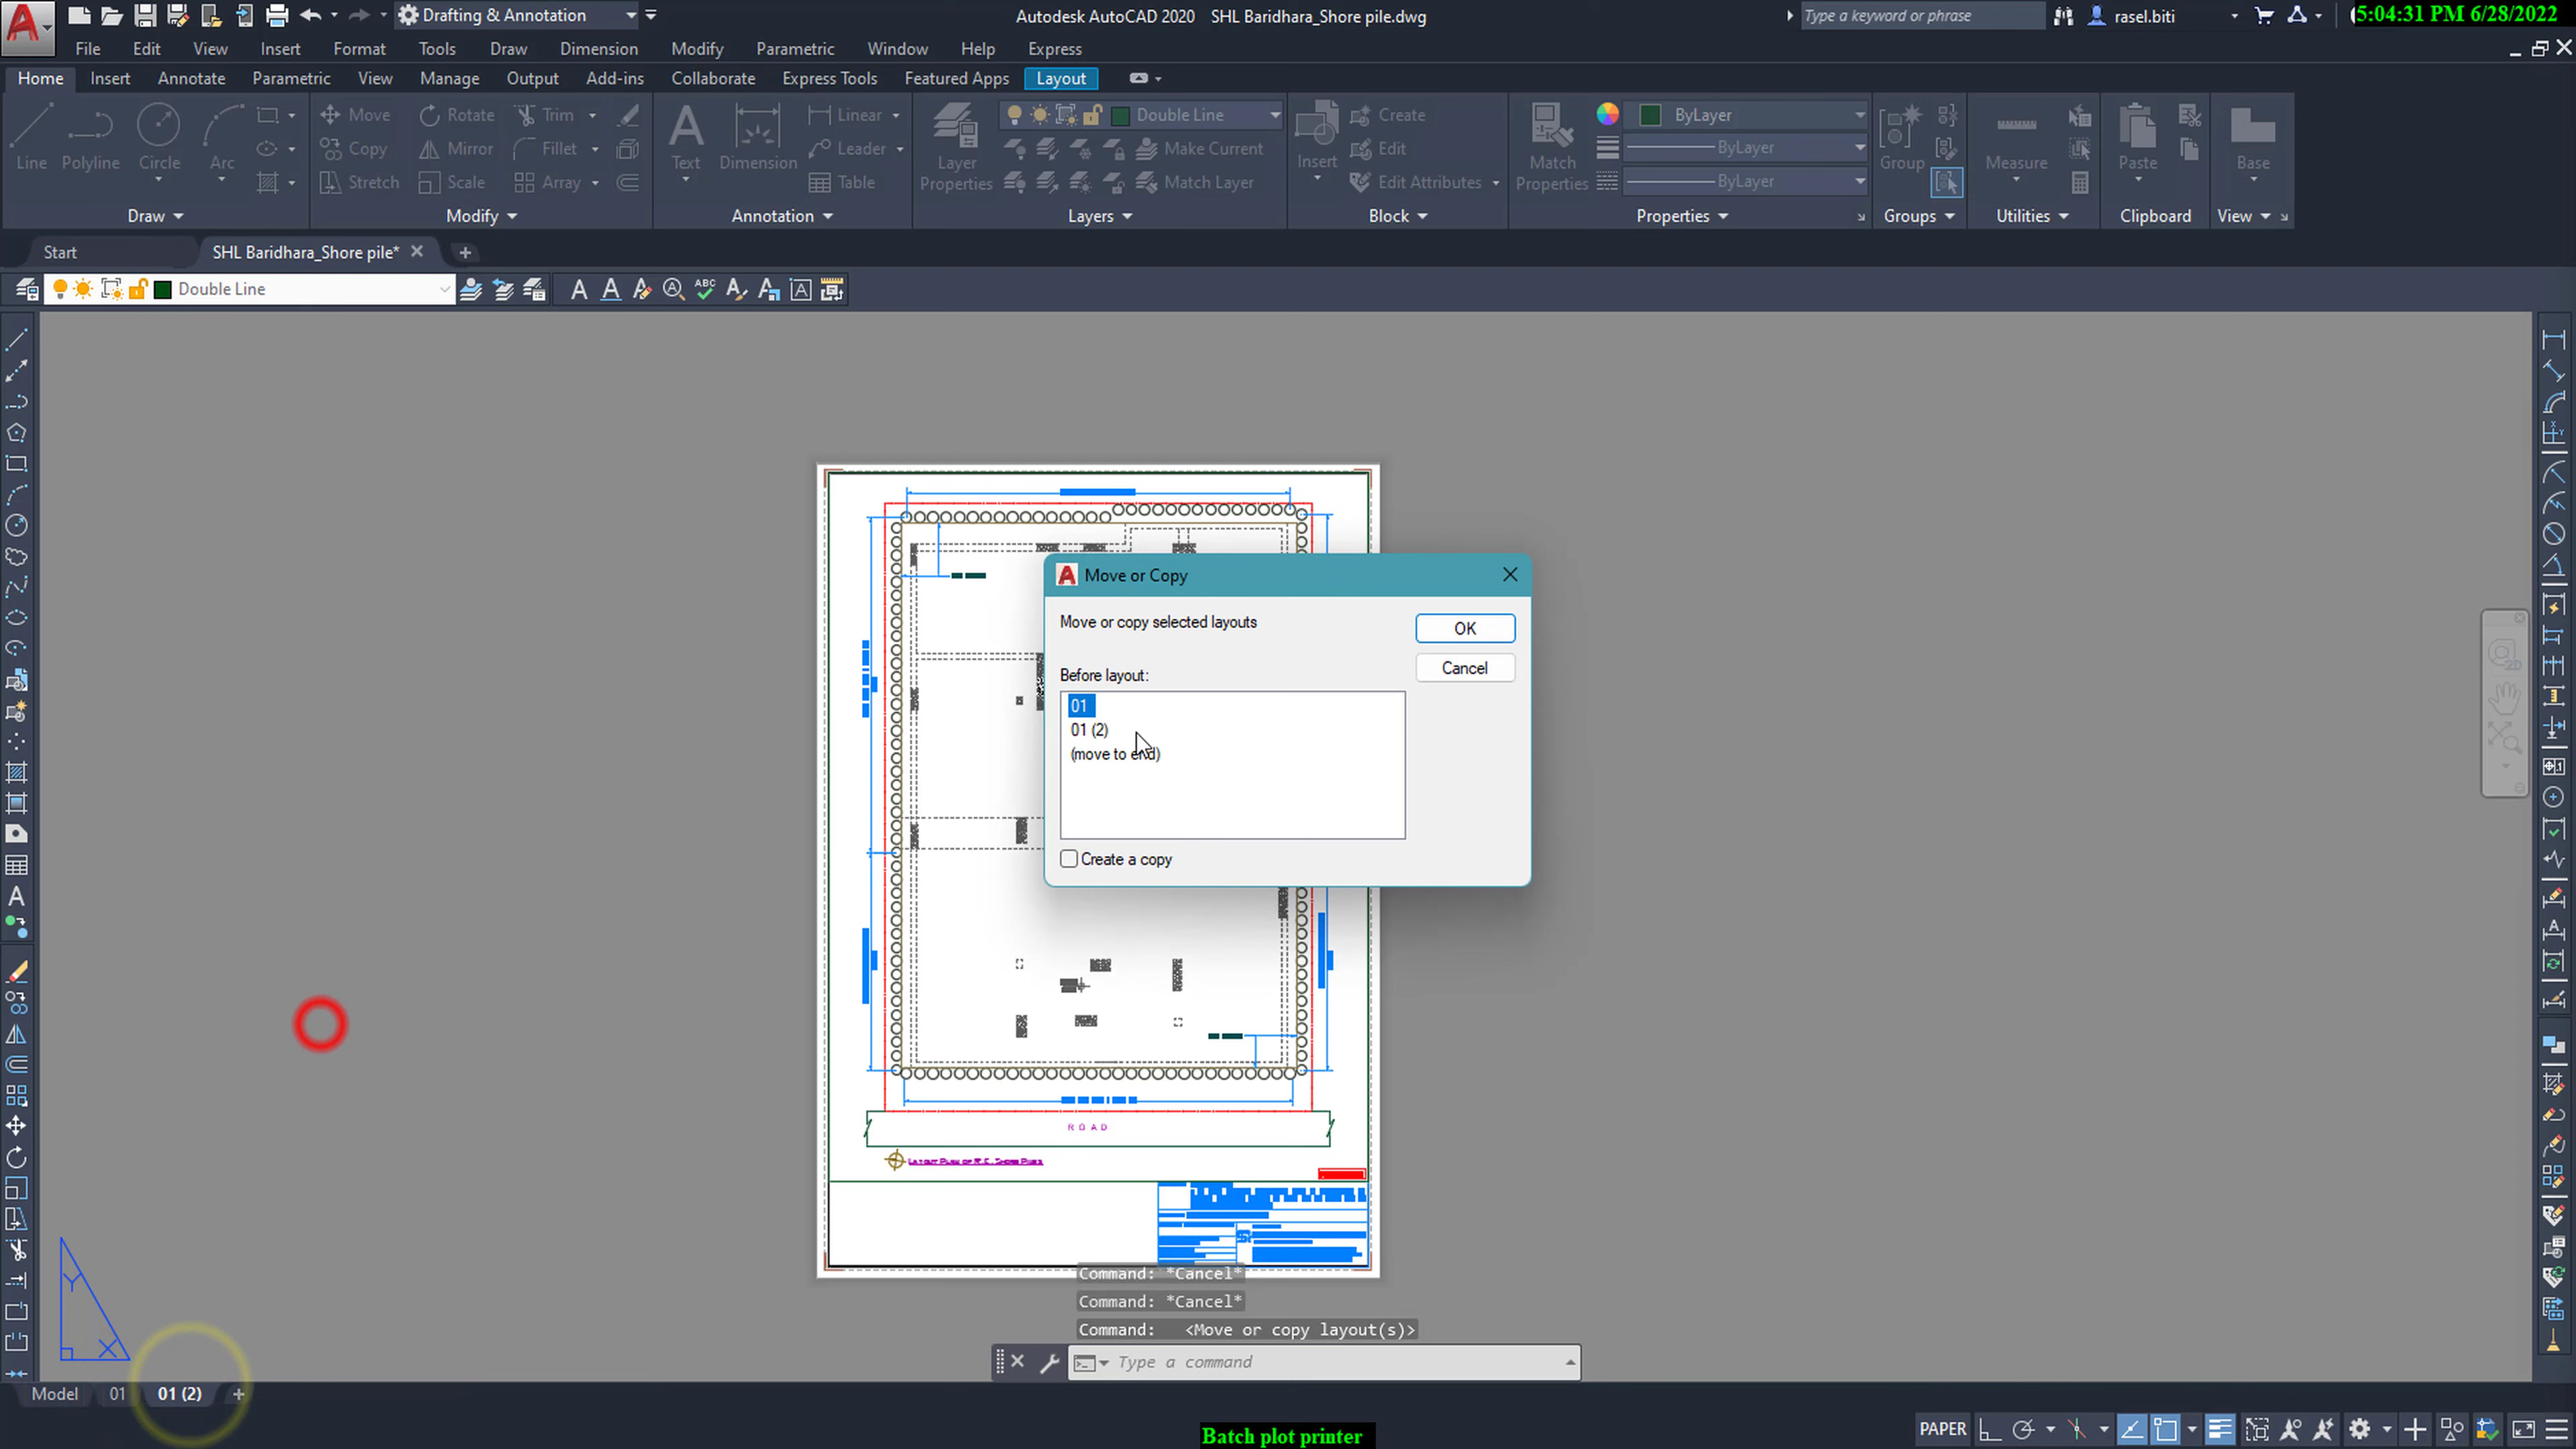 Drafting & Annotation
Autodesk AutoCAD 2020 SHL Baridhara_Shore pile.dwg
Type a keyword or phrase
rasel.biti
5:04:31 PM 6/28/2022
File Edit View Insert Format Tools Draw Dimension Modify Parametric Window Help Express
Home Insert Annotate Parametric View Manage Output Add-ins Collaborate Express Tools Featured Apps Layout
Line Polyline Circle Arc
Move Rotate Trim
Copy Mirror Fillet
Stretch Scale Array
Text Dimension
Linear
Leader
Table
Layer Properties
Double Line
Make Current
Match Layer
Insert
Create
Edit
Edit Attributes
Match Properties
ByLayer
ByLayer
ByLayer
Group
Measure
Paste
Base
Draw Modify Annotation Layers Block Properties Groups Utilities Clipboard View
Start SHL Baridhara_Shore pile*
Double Line
ABC
Move or Copy
Move or copy selected layouts
OK
Before layout:
Cancel
01
01 (2)
(move to end)
Create a copy
ROAD
LAYOUT PLAN OF R.C. SHORE PILES
Y
X
Command: *Cancel*
Command: *Cancel*
Command: <Move or copy layout(s)>
Type a command
Model 01 01 (2) +
Batch plot printer
PAPER